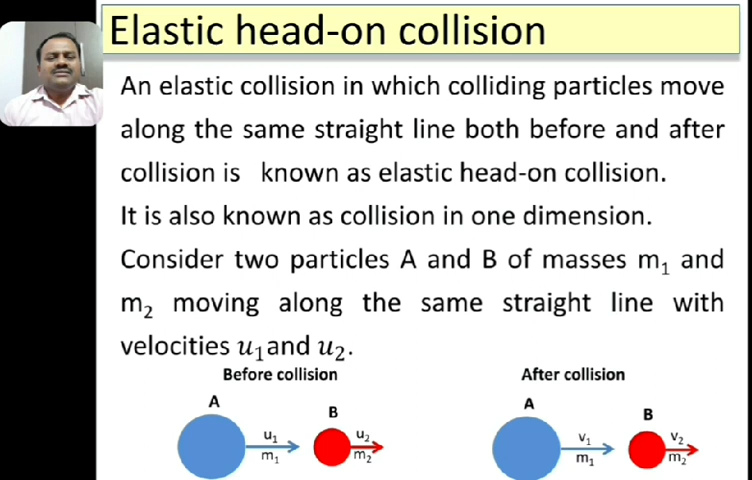 Elastic head-on collision
An elastic collision in which colliding particles move
along the same straight line both before and after
collision is known as elastic head-on collision.
It is also known as collision in one dimension.
Consider two particles A and B of masses m₁ and
m₂ moving along the same straight line with
velocities u₁and u₂.
Before collision
A
B
u₁
m₁
u₂
m₂
After collision
A
B
v₁
m₁
v₂
m₂